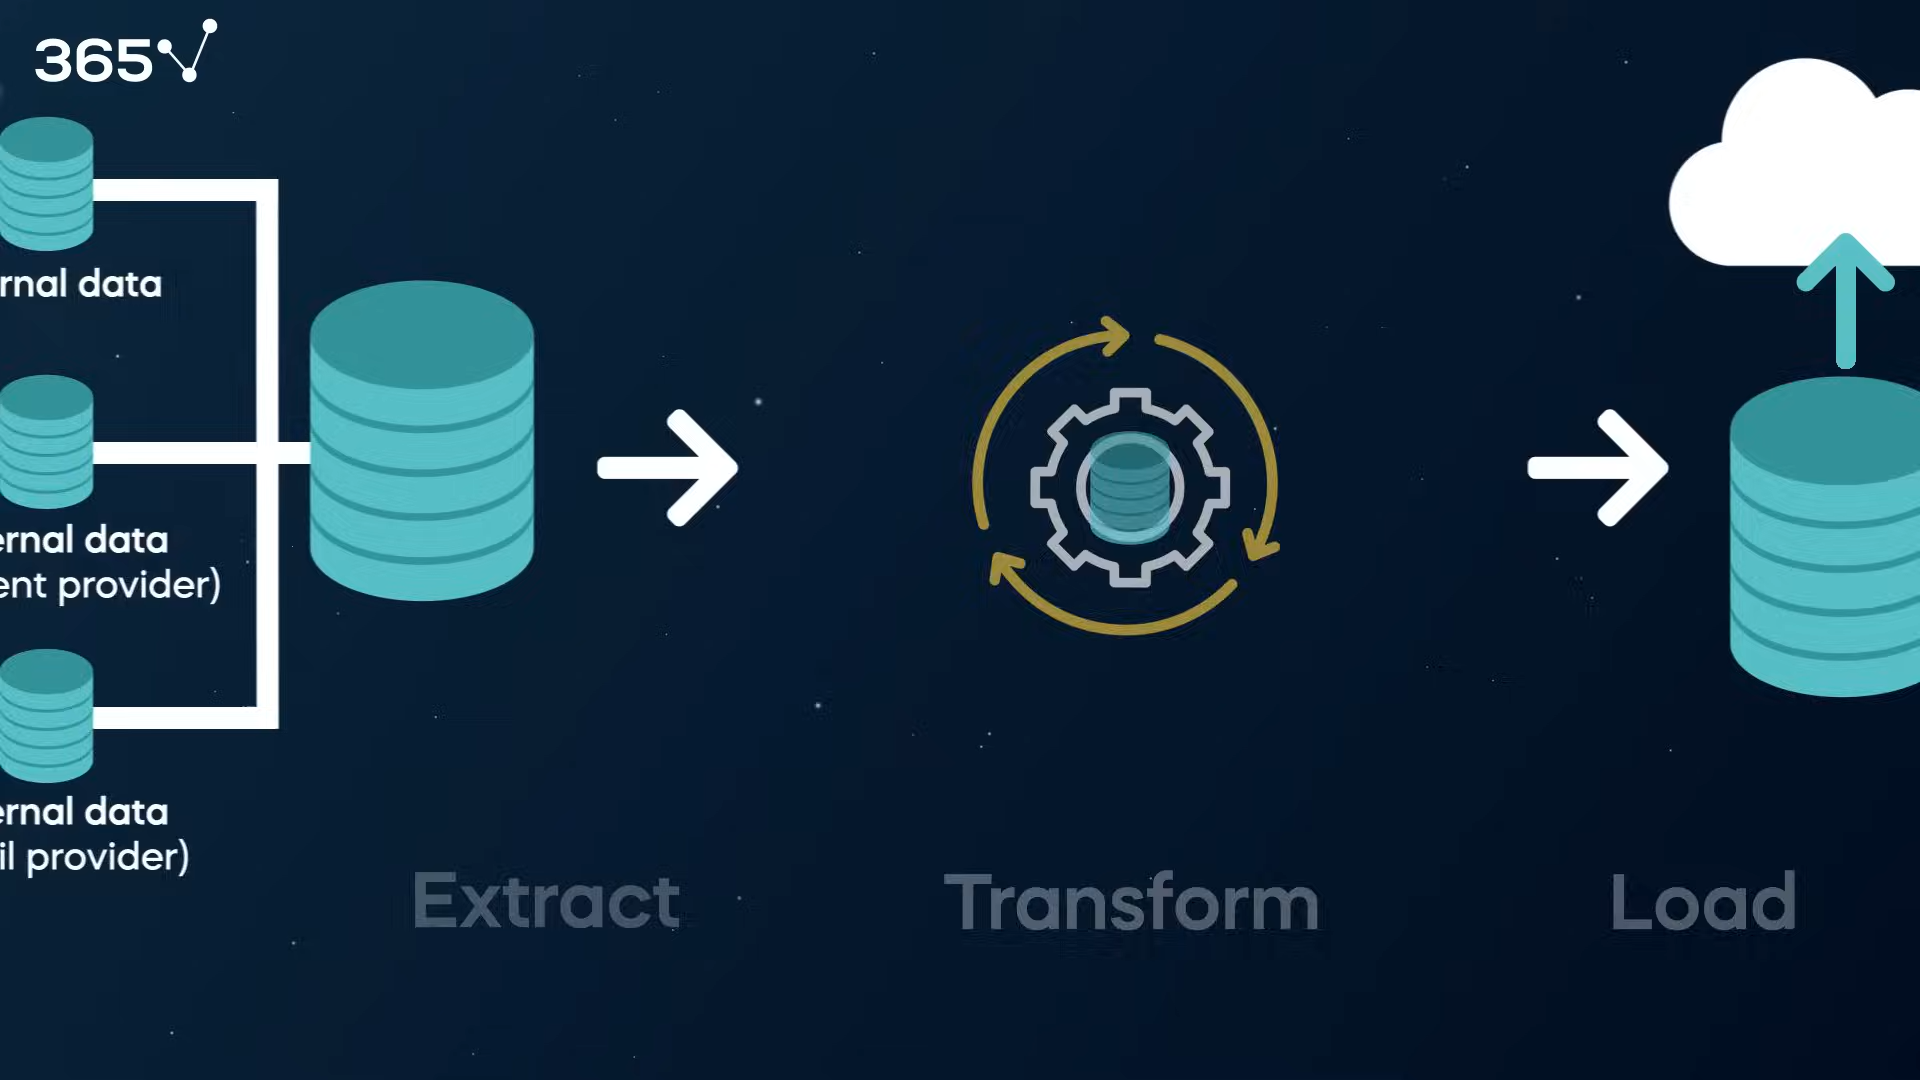 365
rnal data
ernal data
ent provider)
ernal data
il provider)
Extract
Transform
Load